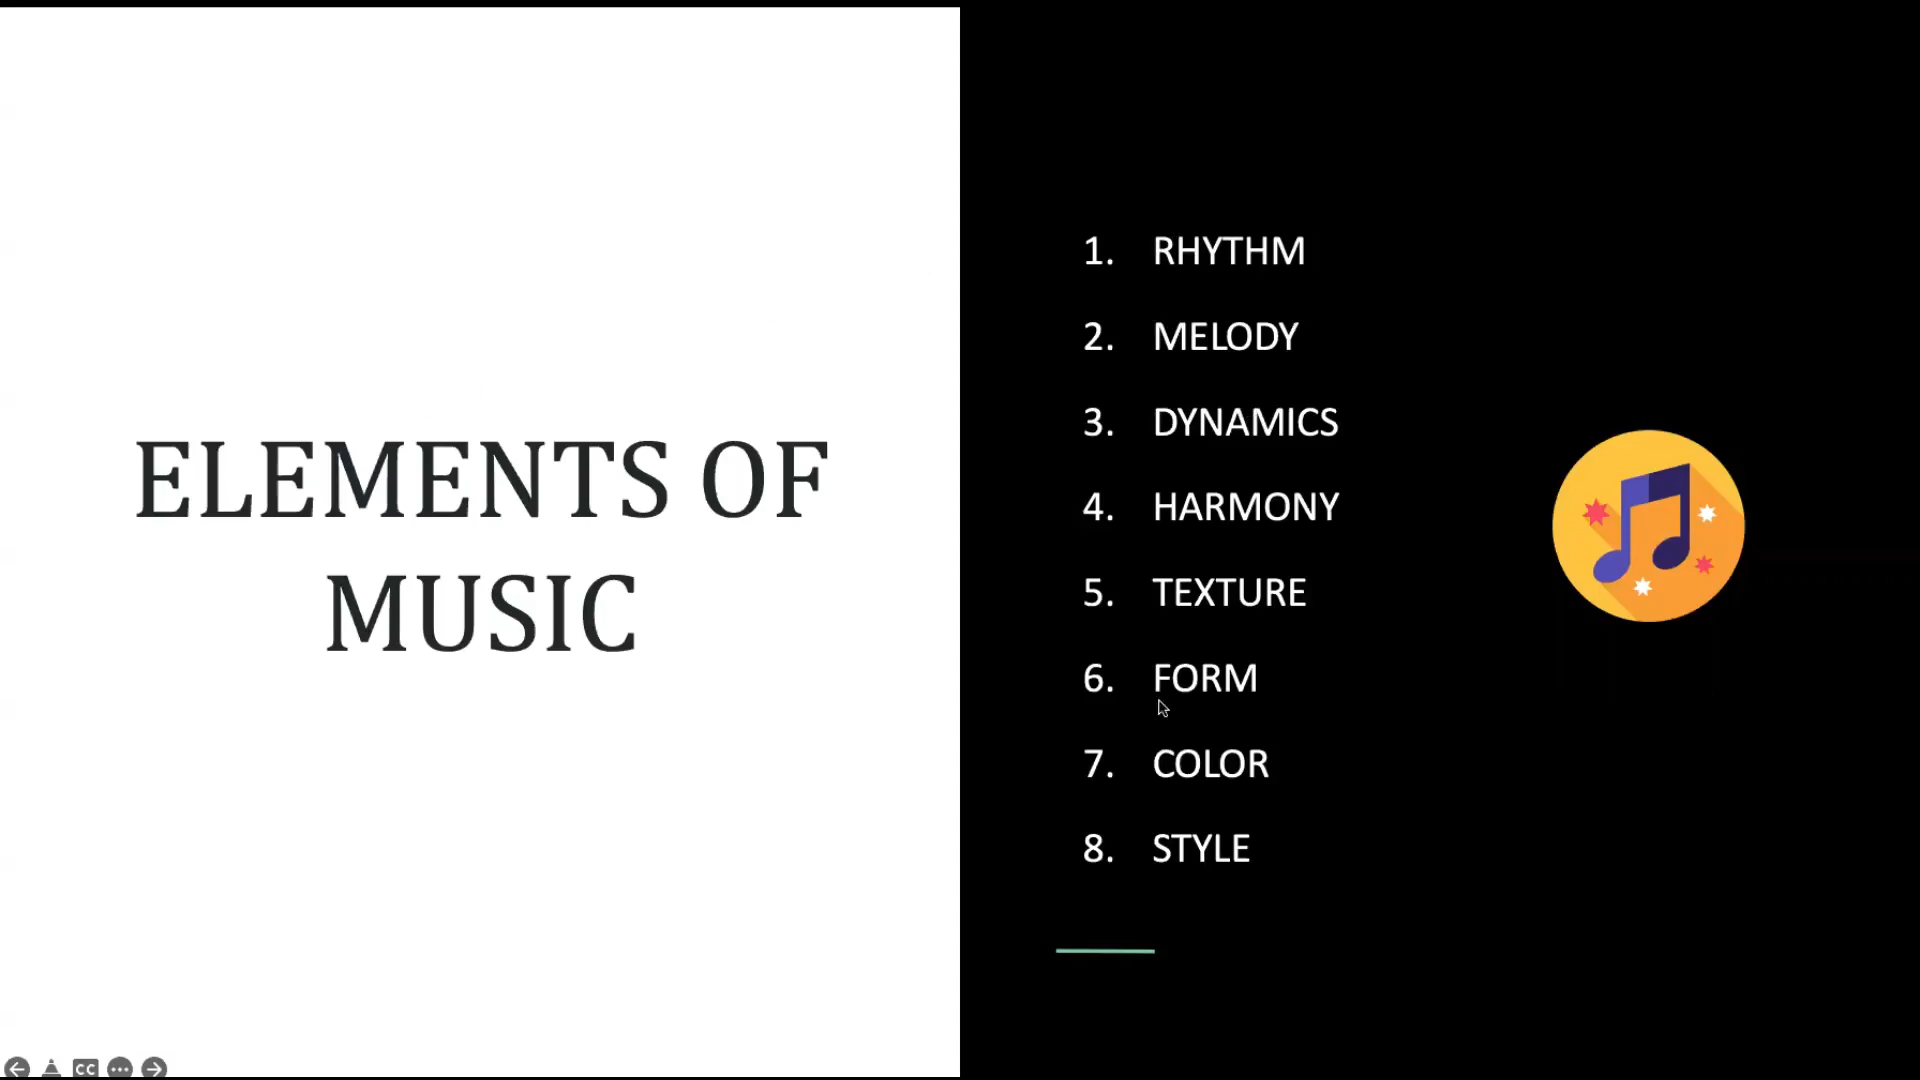 ELEMENTS OF
MUSIC
1. RHYTHM
2. MELODY
3. DYNAMICS
4. HARMONY
5. TEXTURE
6. FORM
7. COLOR
8. STYLE
CC